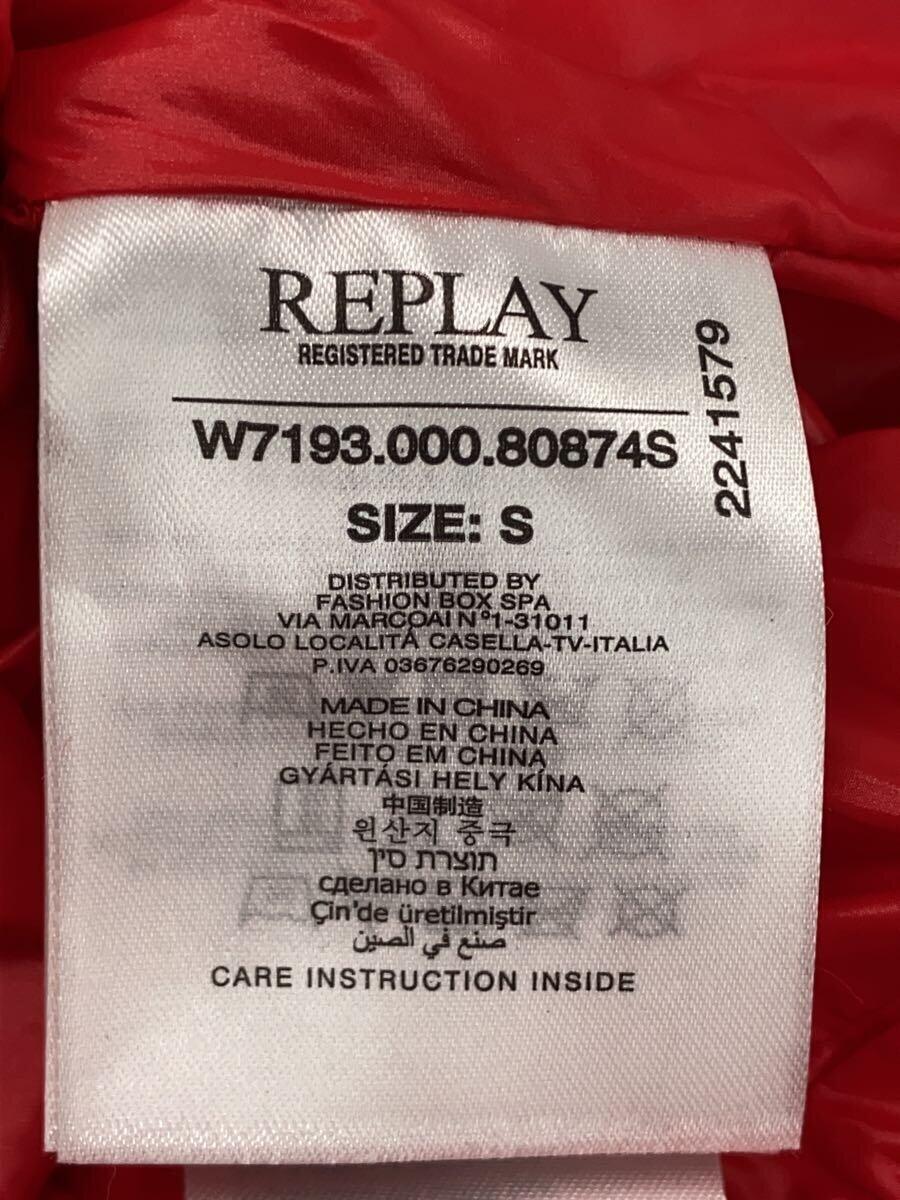 REPLAY
REGISTERED TRADE MARK
W7193.000.80874S
2241579
SIZE: S
DISTRIBUTED BY
FASHION BOX SPA
VIA MARCOAI N°1-31011
ASOLO LOCALITÁ CASELLA-TV-ITALIA
P.IVA 03676290269
MADE IN CHINA
HECHO EN CHINA
FEITO EM CHINA
GYÁRTÁSI HELY KÍNA
中国制造
원산지 중국
תוצרת סין
сделано в Китае
Çin'de üretilmiştir
صنع في الصين
CARE INSTRUCTION INSIDE